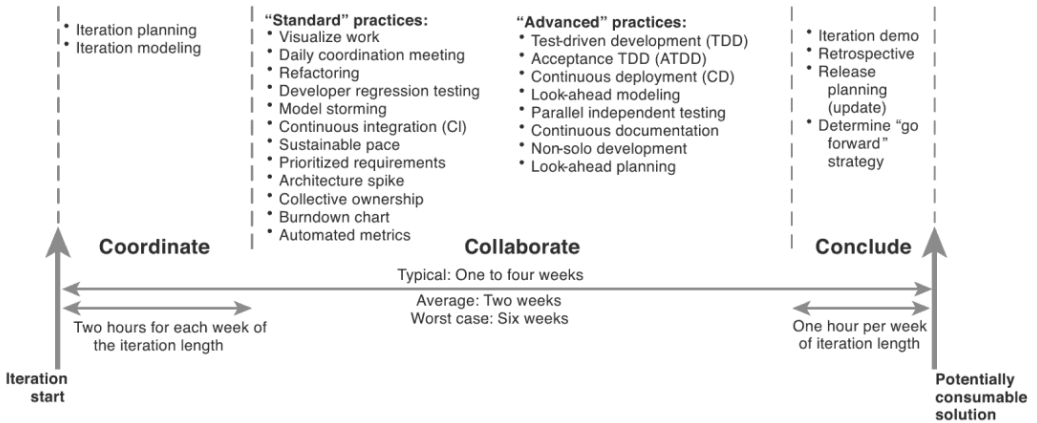 • Iteration planning
• Iteration modeling
“Standard” practices:
• Visualize work
• Daily coordination meeting
• Refactoring
• Developer regression testing
• Model storming
• Continuous integration (CI)
• Sustainable pace
• Prioritized requirements
• Architecture spike
• Collective ownership
• Burndown chart
• Automated metrics
“Advanced” practices:
• Test-driven development (TDD)
• Acceptance TDD (ATDD)
• Continuous deployment (CD)
• Look-ahead modeling
• Parallel independent testing
• Continuous documentation
• Non-solo development
• Look-ahead planning
• Iteration demo
• Retrospective
• Release
planning
(update)
• Determine “go
forward”
strategy
Coordinate
Collaborate
Conclude
Typical: One to four weeks
Average: Two weeks
Worst case: Six weeks
Two hours for each week of
the iteration length
One hour per week
of iteration length
Iteration
start
Potentially
consumable
solution